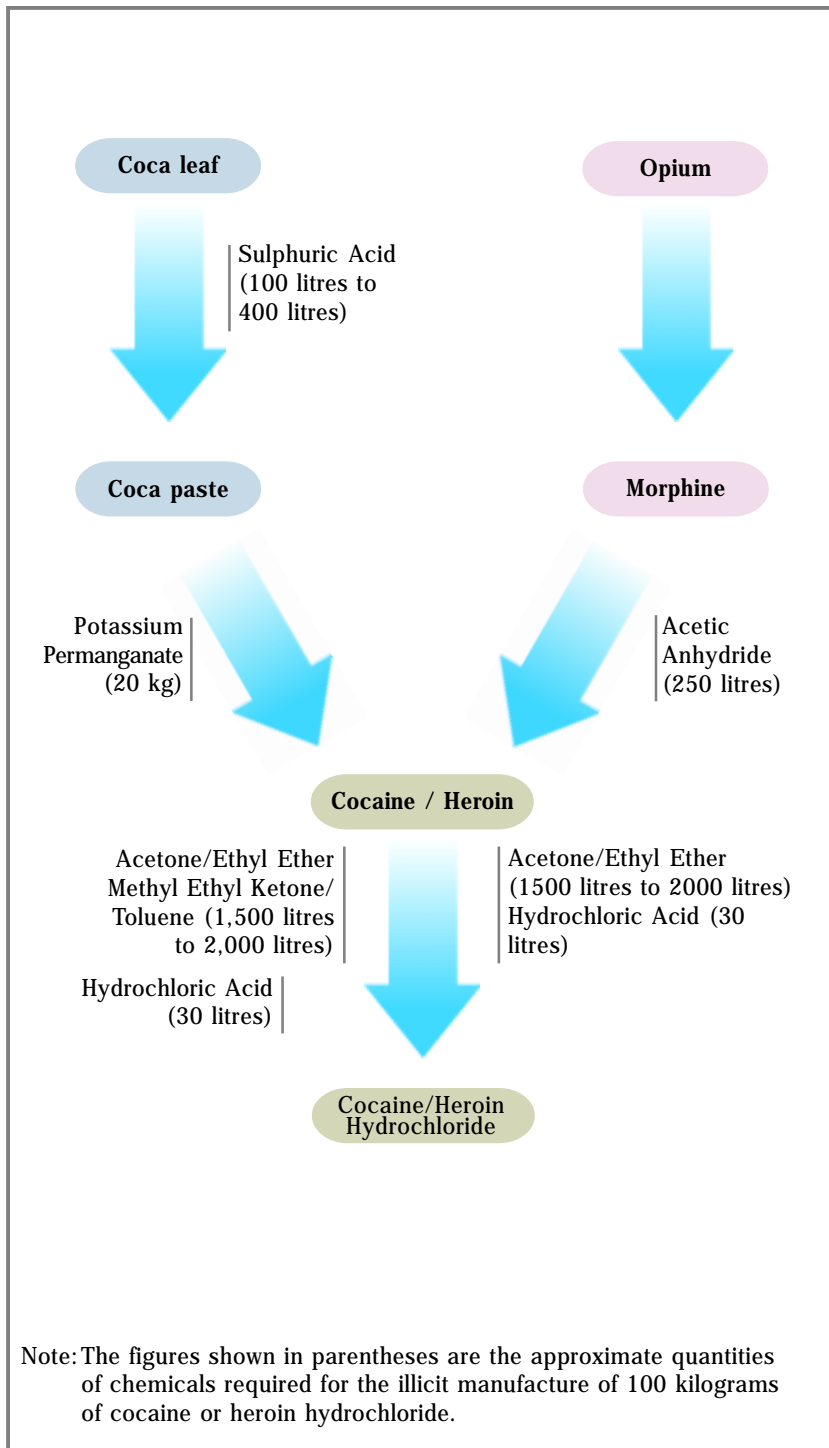 Coca leaf
Opium
Sulphuric Acid
(100 litres to
400 litres)
Coca paste
Morphine
Potassium
Permanganate
(20 kg)
Acetic
Anhydride
(250 litres)
Cocaine / Heroin
Acetone/Ethyl Ether
Methyl Ethyl Ketone/
Toluene (1,500 litres
to 2,000 litres)
Hydrochloric Acid
(30 litres)
Acetone/Ethyl Ether
(1500 litres to 2000 litres)
Hydrochloric Acid (30
litres)
Cocaine/Heroin
Hydrochloride
Note: The figures shown in parentheses are the approximate quantities
of chemicals required for the illicit manufacture of 100 kilograms
of cocaine or heroin hydrochloride.